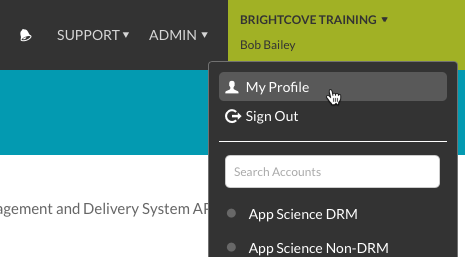 SUPPORT ADMIN BRIGHTCOVE TRAINING
Bob Bailey
My Profile
Sign Out
Search Accounts
agement and Delivery System AP
App Science DRM
App Science Non-DRM